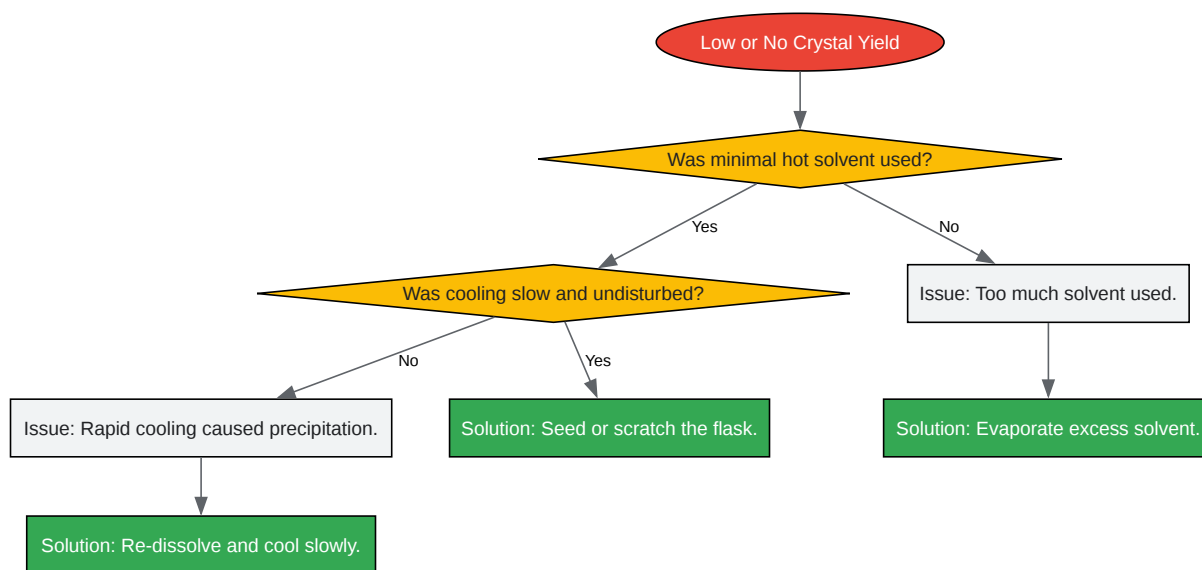 Low or No Crystal Yield
Was minimal hot solvent used?
Yes
No
Was cooling slow and undisturbed?
Issue: Too much solvent used.
No
Yes
Issue: Rapid cooling caused precipitation.
Solution: Seed or scratch the flask.
Solution: Evaporate excess solvent.
Solution: Re-dissolve and cool slowly.